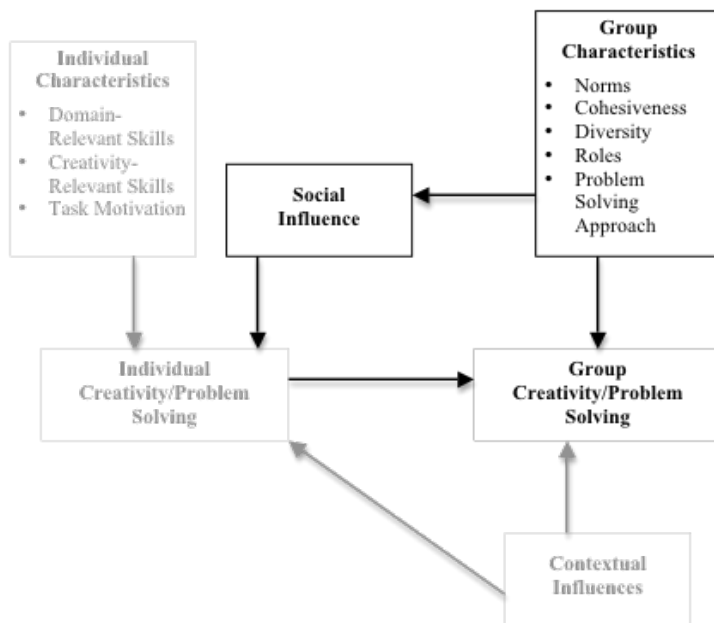 Individual
Characteristics
• Domain-
Relevant Skills
• Creativity-
Relevant Skills
• Task Motivation
Group
Characteristics
• Norms
• Cohesiveness
• Diversity
• Roles
• Problem
Solving
Approach
Social
Influence
Individual
Creativity/Problem
Solving
Group
Creativity/Problem
Solving
Contextual
Influences